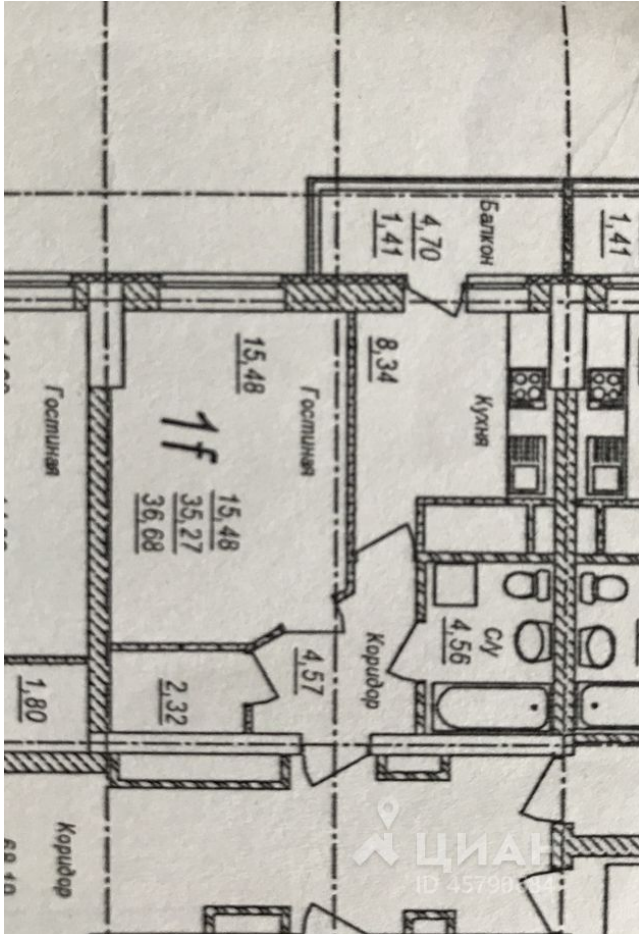 Балкон
4,70
1,41
1,41
15,48
Гостиная
8,34
Кухня
Гостиная
1f
15,48
35,27
36,68
С/у
4,56
Коридор
4,57
2,32
1,80
Коридор
ЦИАН